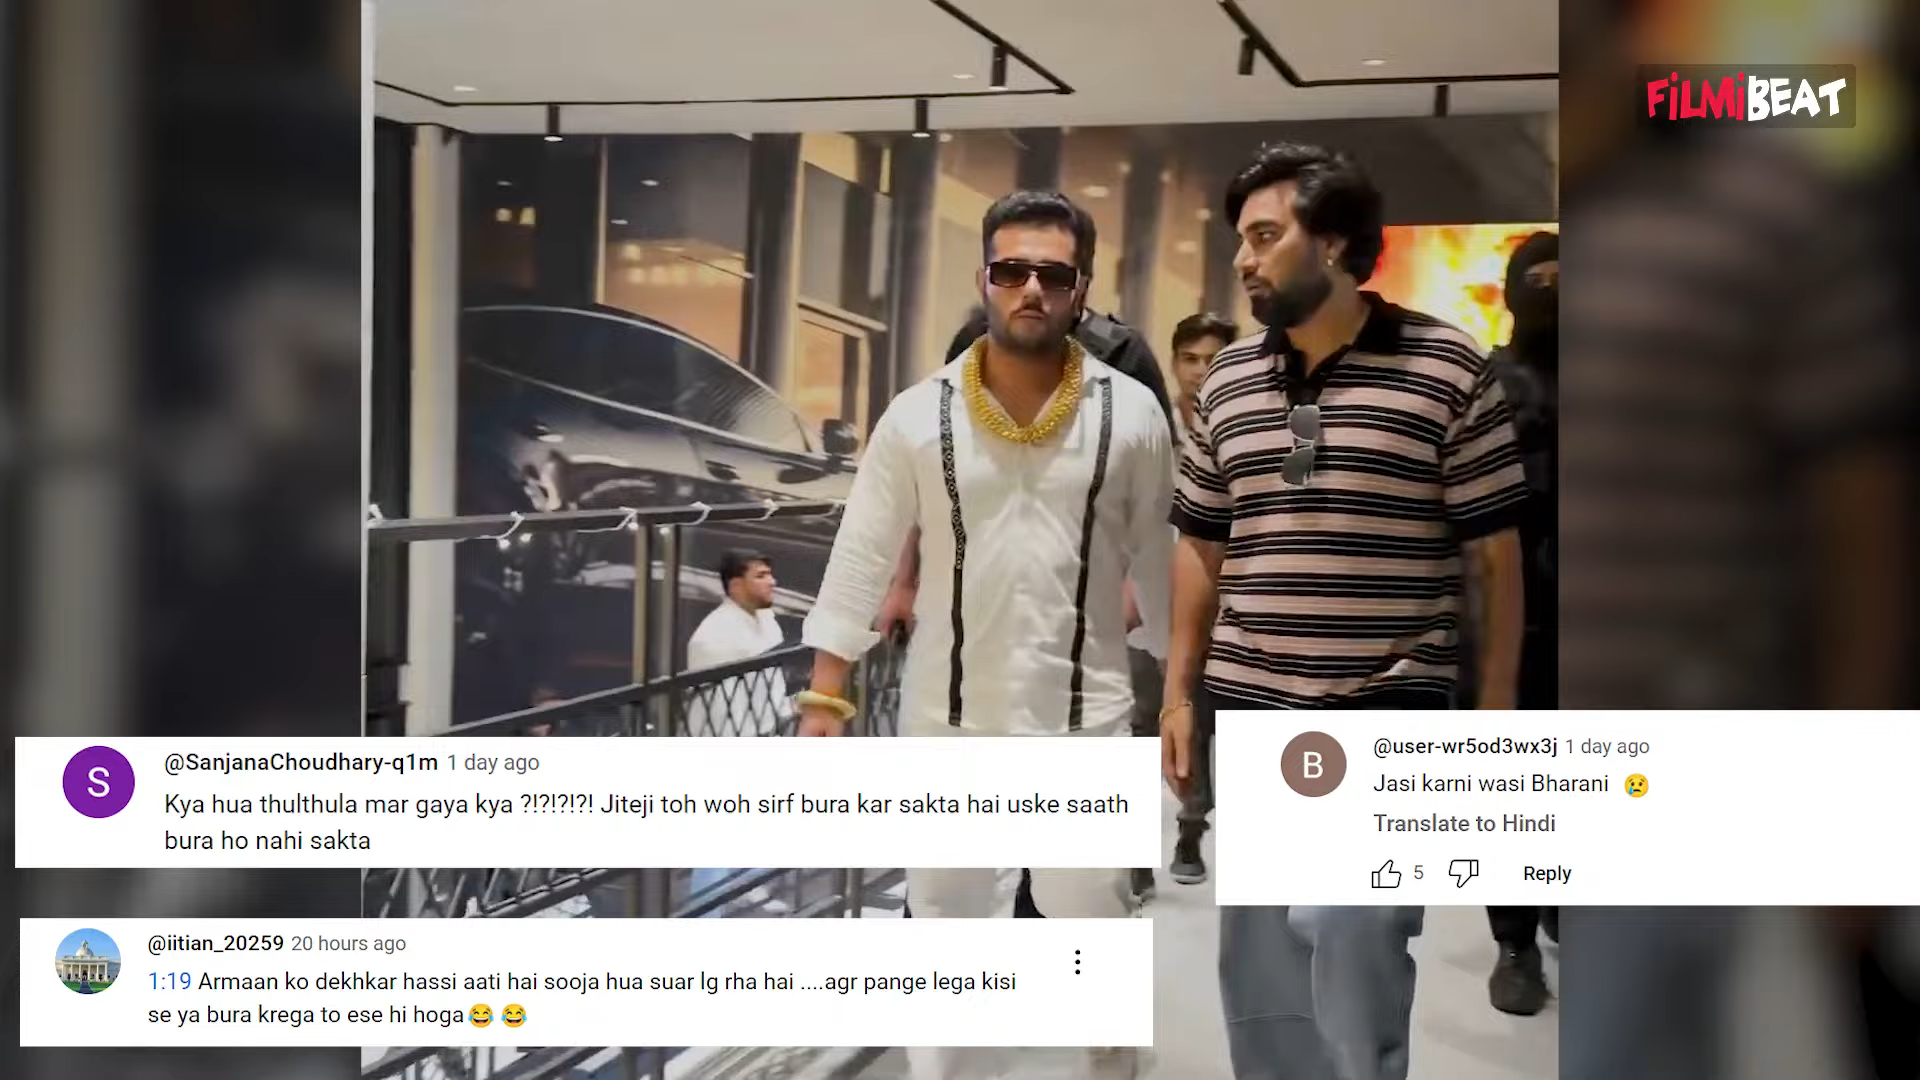 FiLMiBEAT
S
@SanjanaChoudhary-q1m 1 day ago
Kya hua thulthula mar gaya kya ?!?!?!?! Jiteji toh woh sirf bura kar sakta hai uske saath
bura ho nahi sakta
B
@user-wr5od3wx3j 1 day ago
Jasi karni wasi Bharani 😢
Translate to Hindi
5
Reply
@iitian_20259 20 hours ago
1:19 Armaan ko dekhkar hassi aati hai sooja hua suar lg rha hai ....agr pange lega kisi
se ya bura krega to ese hi hoga😂 😂